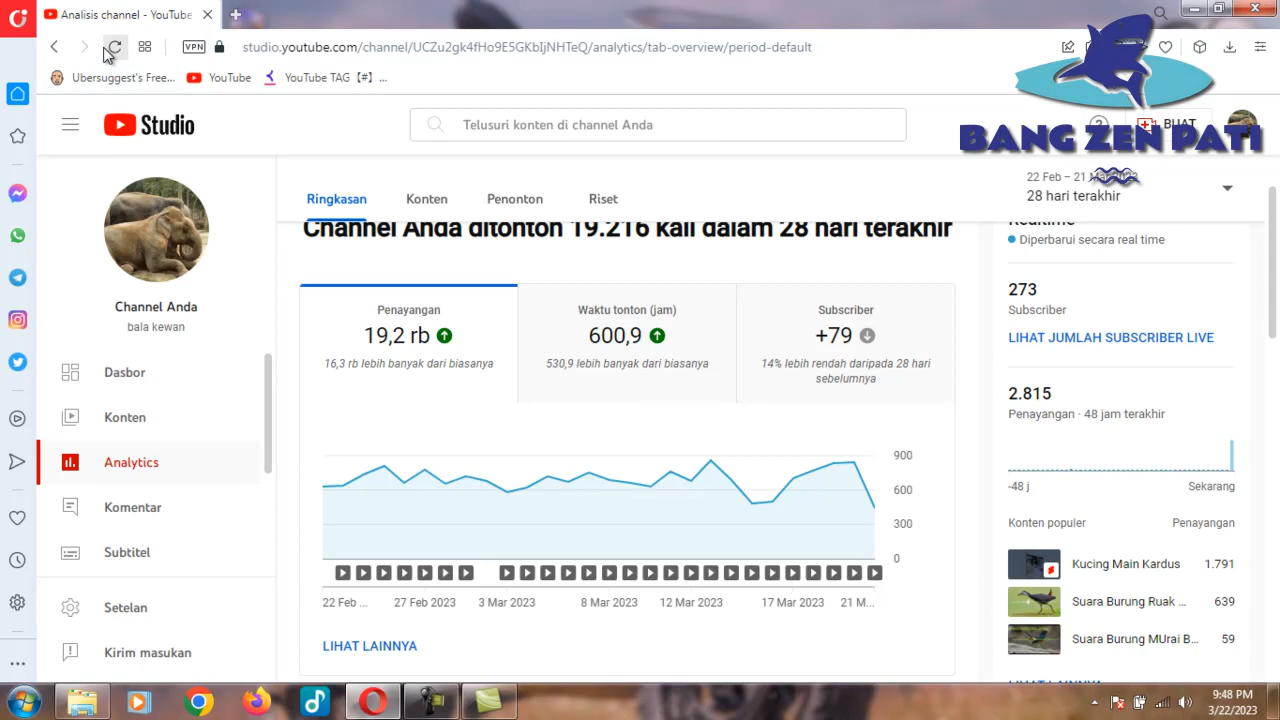 Analisis channel - YouTube
VPN
studio.youtube.com/channel/UCZu2gk4fHo9E5GKbIjNHTeQ/analytics/tab-overview/period-default
Ubersuggest's Free...
YouTube
YouTube TAG【#】...
Studio
Telusuri konten di channel Anda
BUAT
BANG ZEN PATI
Ringkasan
Konten
Penonton
Riset
22 Feb – 21 Mar 2023
28 hari terakhir
Channel Anda
bala kewan
Dasbor
Konten
Analytics
Komentar
Subtitel
Setelan
Kirim masukan
Channel Anda ditonton 19.216 kali dalam 28 hari terakhir
Penayangan
19,2 rb
16,3 rb lebih banyak dari biasanya
Waktu tonton (jam)
600,9
530,9 lebih banyak dari biasanya
Subscriber
+79
14% lebih rendah daripada 28 hari
sebelumnya
900
600
300
0
22 Feb ...
27 Feb 2023
3 Mar 2023
8 Mar 2023
12 Mar 2023
17 Mar 2023
21 M...
LIHAT LAINNYA
Realtime
Diperbarui secara real time
273
Subscriber
LIHAT JUMLAH SUBSCRIBER LIVE
2.815
Penayangan · 48 jam terakhir
-48 j
Sekarang
Konten populer
Penayangan
Kucing Main Kardus
1.791
Suara Burung Ruak ...
639
Suara Burung MUrai B...
59
LIHAT LAINNYA
9:48 PM
3/22/2023